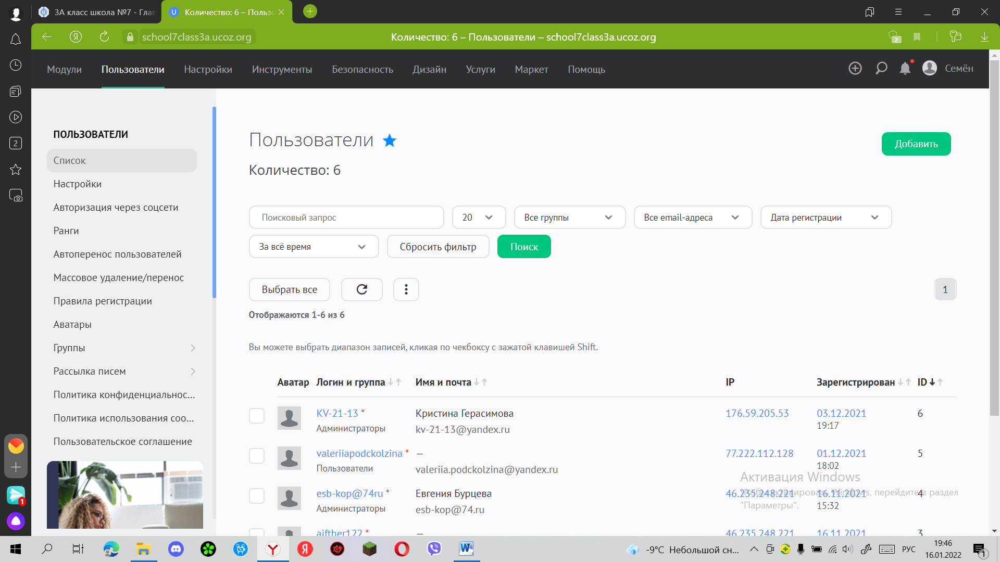 3А класс школа №7 - Глав
Количество: 6 – Пользо
school7class3a.ucoz.org
Количество: 6 – Пользователи – school7class3a.ucoz.org
2
Модули Пользователи Настройки Инструменты Безопасность Дизайн Услуги Маркет Помощь
Семён
2
ПОЛЬЗОВАТЕЛИ
Список
Настройки
Авторизация через соцсети
Ранги
Автоперенос пользователей
Массовое удаление/перенос
Правила регистрации
Аватары
Группы
Рассылка писем
Политика конфиденциальнос...
Политика использования соо...
Пользовательское соглашение
Пользователи
Добавить
Количество: 6
Поисковый запрос
20
Все группы
Все email-адреса
Дата регистрации
За всё время
Сбросить фильтр
Поиск
Выбрать все
1
Отображаются 1-6 из 6
Вы можете выбрать диапазон записей, кликая по чекбоксу с зажатой клавишей Shift.
Аватар Логин и группа Имя и почта IP Зарегистрирован ID
KV-21-13 * Кристина Герасимова 176.59.205.53 03.12.2021 6
Администраторы kv-21-13@yandex.ru 19:17
valeriiapodckolzina * — 77.222.112.128 01.12.2021 5
Пользователи valeriia.podckolzina@yandex.ru 18:02
esb-kop@74ru * Евгения Бурцева 46.235.248.221 16.11.2021 4
Администраторы esb-kop@74.ru 15:32
aifther122 * — 46.235.248.221 16.11.2021 3
Активация Windows
Чтобы активировать Windows, перейдите в раздел
"Параметры".
1
-9°C Небольшой сн...
РУС
19:46
16.01.2022
1